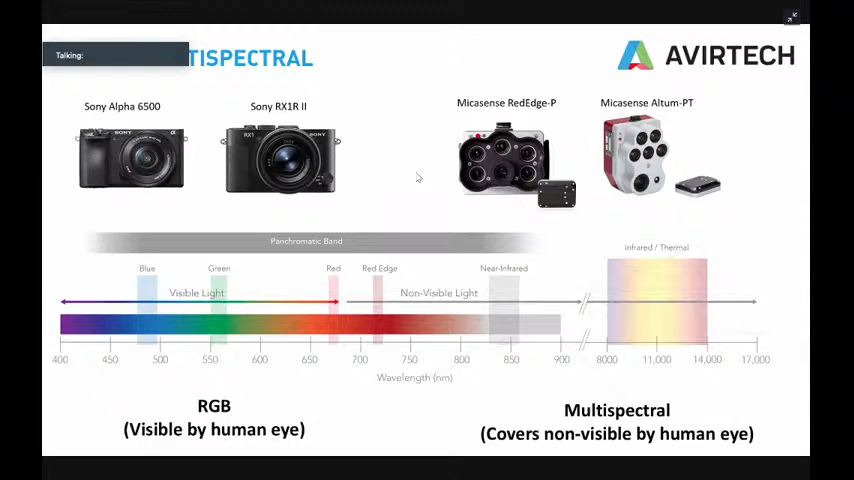 Talking:
TISPECTRAL
AVIRTECH
Sony Alpha 6500
Sony RX1R II
Micasense RedEdge-P
Micasense Altum-PT
SONY
RX1
SONY
Panchromatic Band
Infrared / Thermal
Blue
Green
Red
Red Edge
Near-Infrared
Visible Light
Non-Visible Light
400 450 500 550 600 650 700 750 800 850 900 8000 11,000 14,000 17,000
Wavelength (nm)
RGB
(Visible by human eye)
Multispectral
(Covers non-visible by human eye)